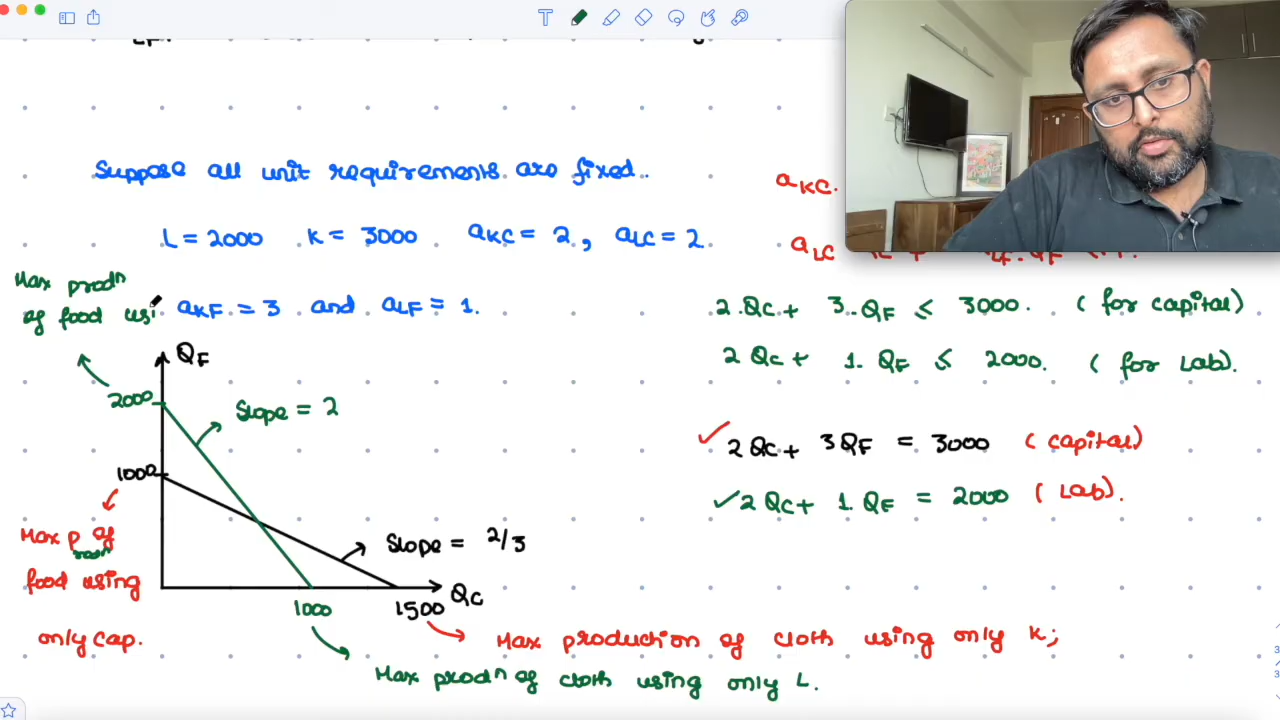 Suppose all unit requirements are fixed.
L = 2000 K = 3000 aKC = 2, aLC = 2
aKF = 3 and aLF = 1.
aKC.
aLC
Max prodn
of food usi
QF
2000
Slope = 2
1000
Max p of
food using
only cap.
Slope = 2/3
QC
1000
1500
Max production of cloth using only K;
Max prodn of cloth using only L.
2.QC + 3.QF ≤ 3000. (for capital)
2 QC + 1. QF ≤ 2000. (for Lab).
✓ 2 QC + 3 QF = 3000 (capital)
✓ 2 QC + 1. QF = 2000 (Lab).